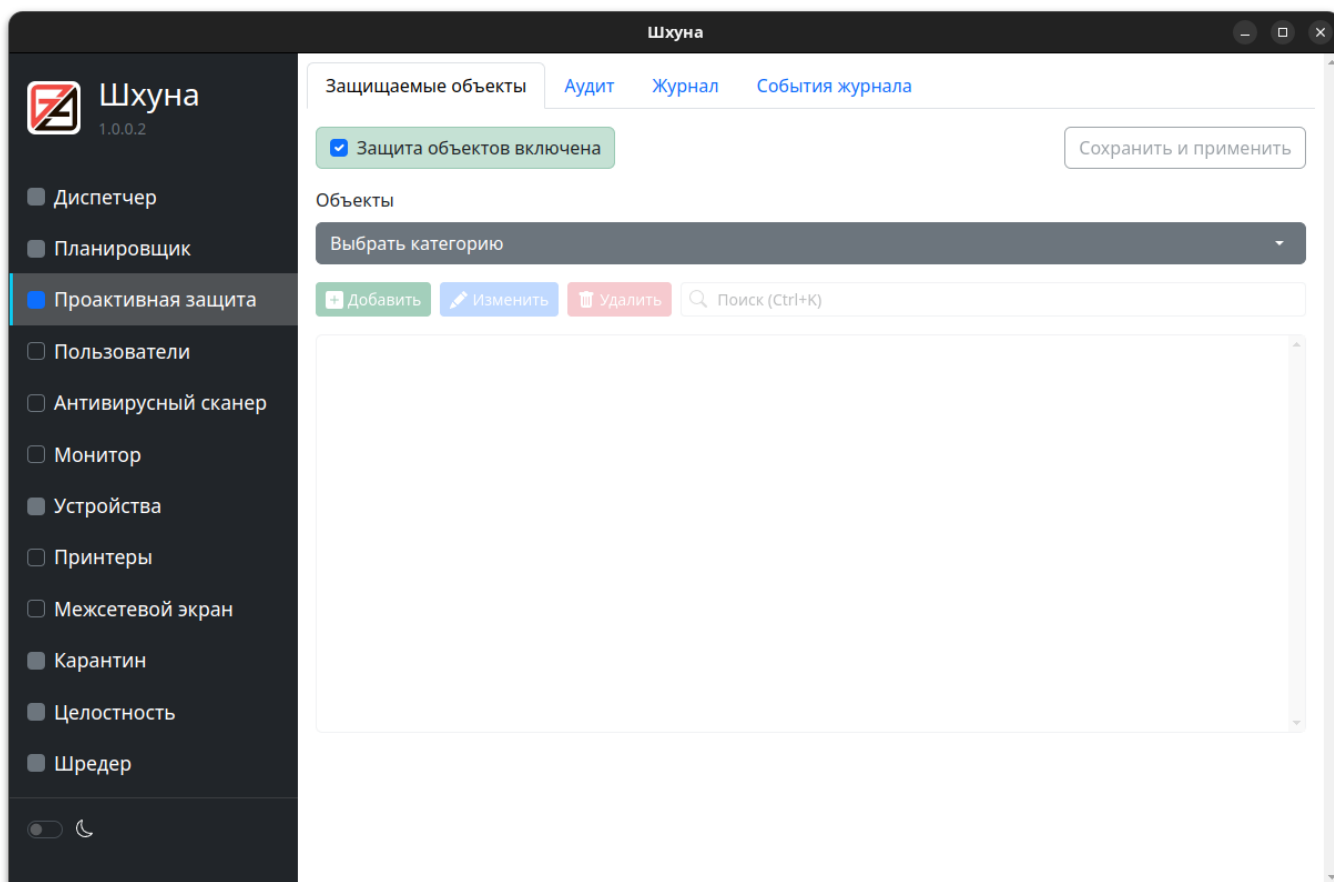 Шхуна
Шхуна
1.0.0.2
Диспетчер
Планировщик
Проактивная защита
Пользователи
Антивирусный сканер
Монитор
Устройства
Принтеры
Межсетевой экран
Карантин
Целостность
Шредер
Защищаемые объекты Аудит Журнал События журнала
Защита объектов включена Сохранить и применить
Объекты
Выбрать категорию
Добавить Изменить Удалить Поиск (Ctrl+K)